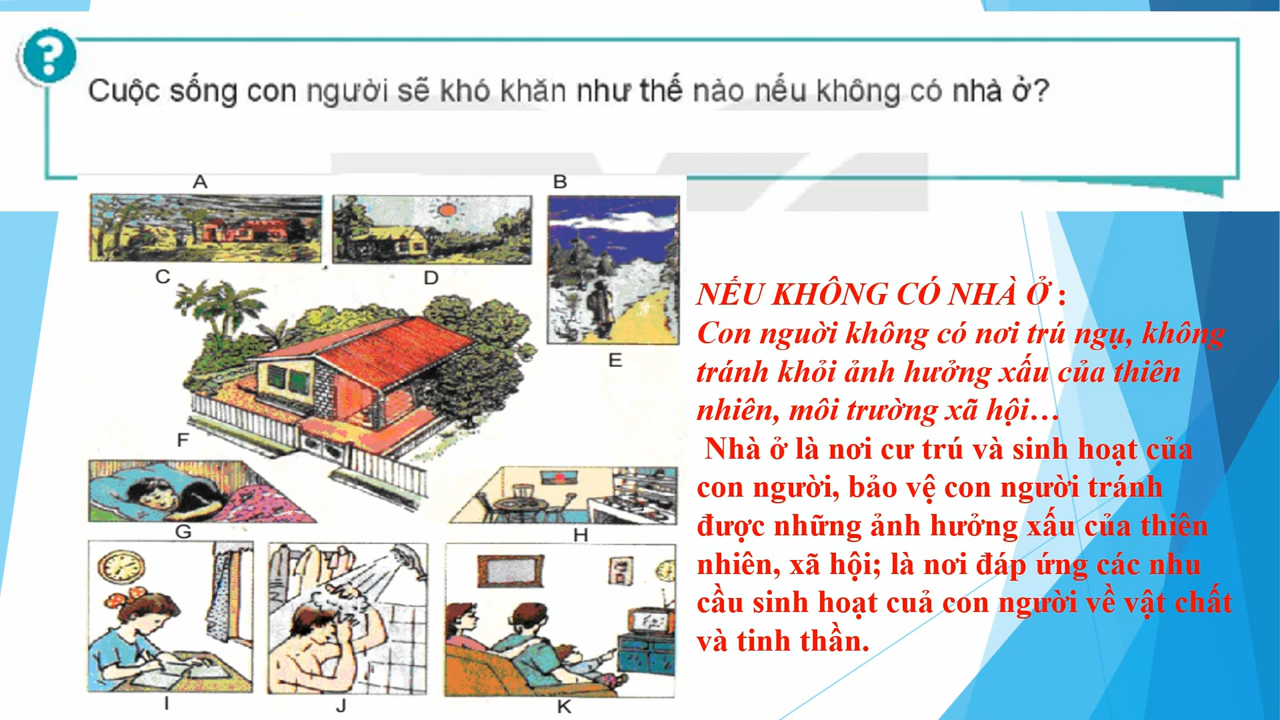 ?
Cuộc sống con người sẽ khó khăn như thế nào nếu không có nhà ở?
A
B
C
D
E
F
G
H
I
J
K
NẾU KHÔNG CÓ NHÀ Ở :
Con nguời không có nơi trú ngụ, không
tránh khỏi ảnh hưởng xấu của thiên
nhiên, môi trường xã hội…
Nhà ở là nơi cư trú và sinh hoạt của
con người, bảo vệ con người tránh
được những ảnh hưởng xấu của thiên
nhiên, xã hội; là nơi đáp ứng các nhu
cầu sinh hoạt cuả con người về vật chất
và tinh thần.